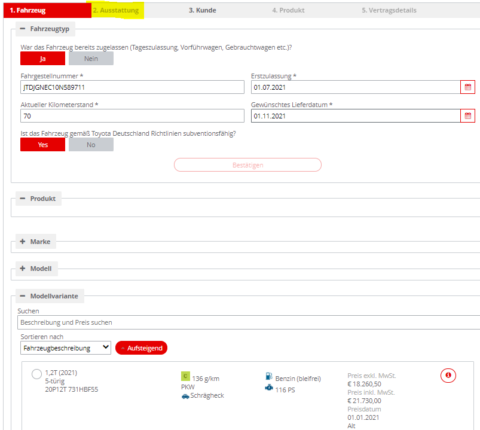 1. Fahrzeug 2. Ausstattung 3. Kunde 4. Produkt 5. Vertragsdetails
Fahrzeugtyp
War das Fahrzeug bereits zugelassen (Tageszulassung, Vorführwagen, Gebrauchtwagen etc.)?
Ja Nein
Fahrgestellnummer * Erstzulassung *
JTDJGNEC10N589711 01.07.2021
Aktueller Kilometerstand * Gewünschtes Lieferdatum *
70 01.11.2021
Ist das Fahrzeug gemäß Toyota Deutschland Richtlinien subventionsfähig?
Yes No
Bestätigen
Produkt
Marke
Modell
Modellvariante
Suchen
Beschreibung und Preis suchen
Sortieren nach
Fahrzeugbeschreibung Aufsteigend
1,2T (2021)
5-türig
20P12T 731HBF5S
136 g/km
PKW
Schrägheck
Benzin (bleifrei)
116 PS
Preis exkl. MwSt.
€ 18.260,50
Preis inkl. MwSt.
€ 21.730,00
Preisdatum
01.01.2021
Alt